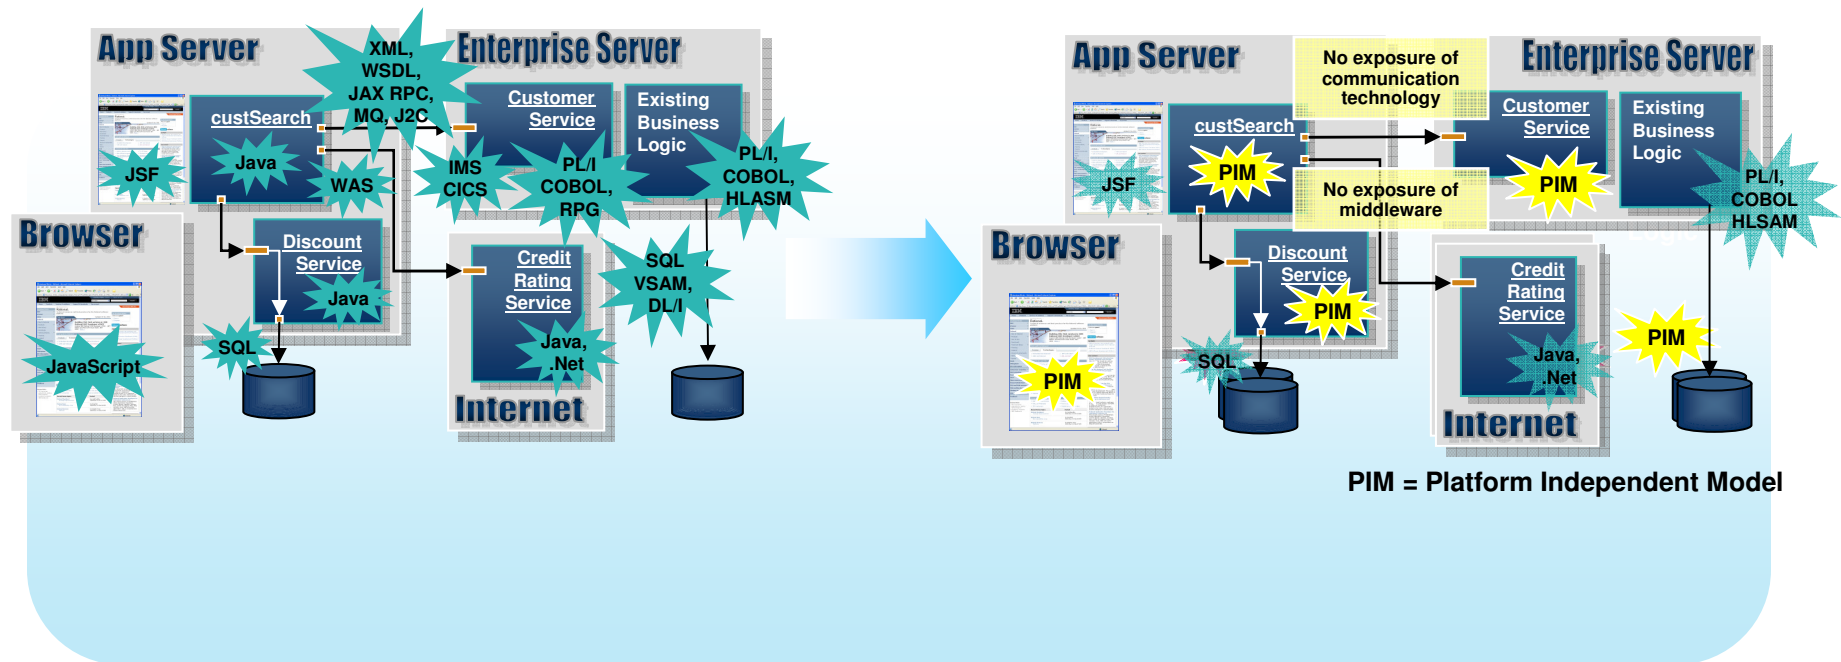 App Server
XML,
WSDL,
JAX RPC,
MQ, J2C
Enterprise Server
custSearch
Customer
Service
Existing
Business
Logic
JSF
Java
WAS
IMS
CICS
PL/I
COBOL,
RPG
PL/I,
COBOL,
HLASM
Browser
Discount
Service
Java
Credit
Rating
Service
SQL
VSAM,
DL/I
JavaScript
SQL
Java,
.Net
Internet
App Server
No exposure of
communication
technology
Enterprise Server
custSearch
Customer
Service
Existing
Business
Logic
JSF
PIM
No exposure of
middleware
PIM
PL/I,
COBOL
HLSAM
Browser
Discount
Service
PIM
Credit
Rating
Service
PIM
PIM
SQL
Java,
.Net
Internet
PIM = Platform Independent Model